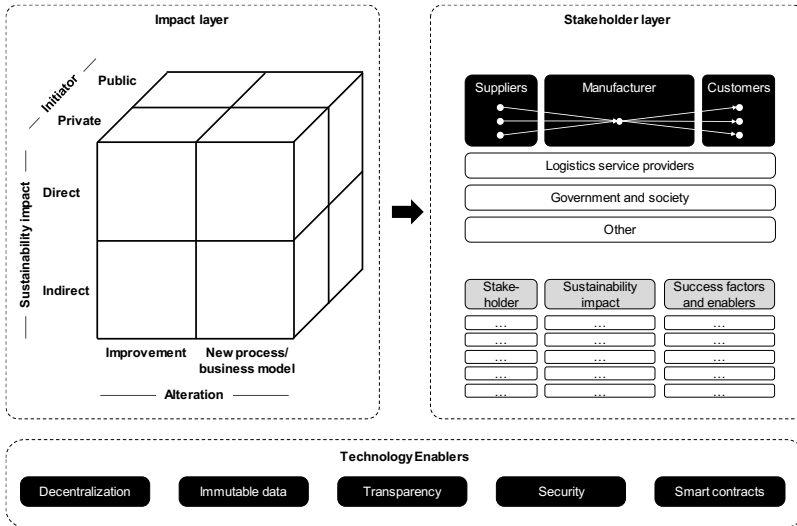 Impact layer
Initiator
Public
Private
Sustainability impact
Direct
Indirect
Improvement
New process/
business model
Alteration
Stakeholder layer
Suppliers
Manufacturer
Customers
Logistics service providers
Government and society
Other
Stake-
holder
Sustainability
impact
Success factors
and enablers
... ... ...
... ... ...
... ... ...
... ... ...
... ... ...
Technology Enablers
Decentralization
Immutable data
Transparency
Security
Smart contracts